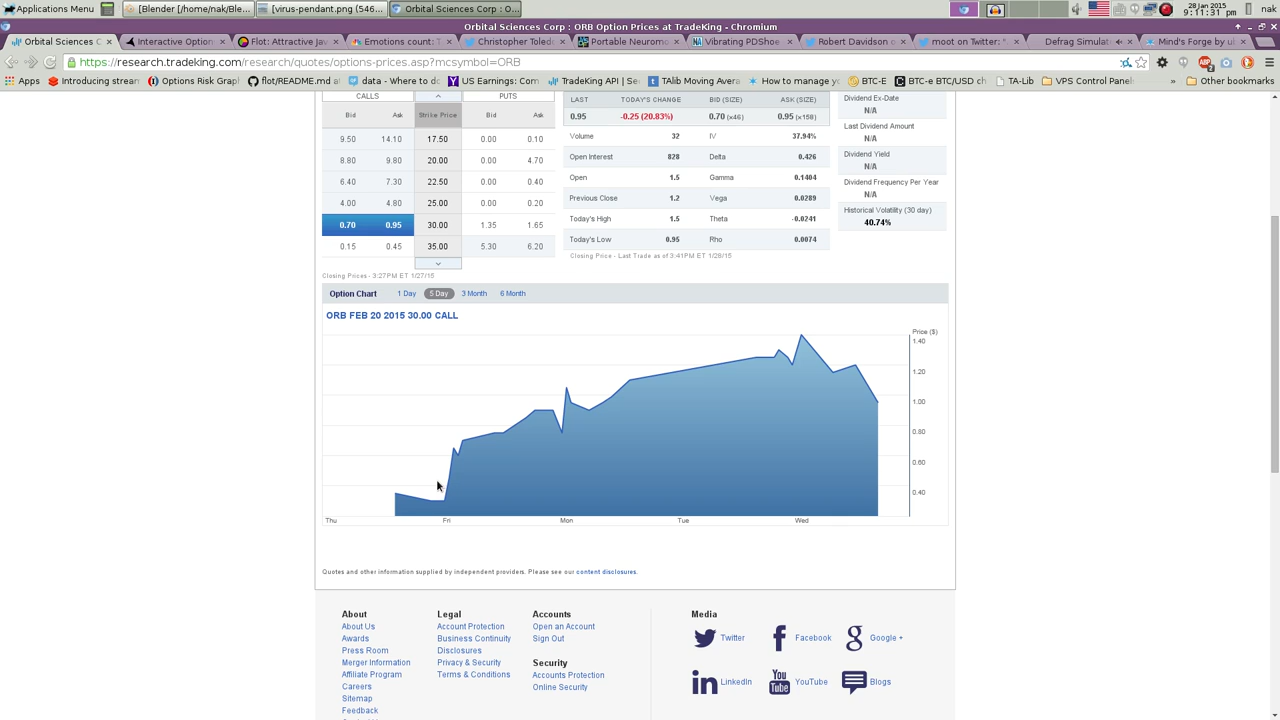 Applications Menu
[Blender [/home/nak/Ble...
[virus-pendant.png (546...
Orbital Sciences Corp : O...
28 Jan 2015
9:11:31 pm
nak
Orbital Sciences Corp : ORB Option Prices at TradeKing - Chromium
Orbital Sciences C
Interactive Option
Flot: Attractive Jav
Emotions count: T
Christopher Toled
Portable Neuromo
Vibrating PDShoe
Robert Davidson o
moot on Twitter: "
Defrag Simulat
Mind's Forge by u
https://research.tradeking.com/research/quotes/options-prices.asp?mcsymbol=ORB
Apps
Introducing stream
Options Risk Grap
flot/README.md at
data - Where to do
US Earnings Com
TradeKing API | Se
TAlib Moving Avera
How to manage yo
BTC-E
BTC-e BTC/USD ch
TA-Lib
VPS Control Panel
Other bookmarks
CALLS PUTS
Bid Ask Strike Price Bid Ask
9.50 14.10 17.50 0.00 0.10
8.80 9.80 20.00 0.00 4.70
6.40 7.30 22.50 0.00 0.40
4.00 4.80 25.00 0.00 0.20
0.70 0.95 30.00 1.35 1.65
0.15 0.45 35.00 5.30 6.20
Closing Prices - 3:27PM ET 1/27/15
LAST TODAY'S CHANGE BID (SIZE) ASK (SIZE)
0.95 -0.25 (20.83%) 0.70 (x46) 0.95 (x158)
Volume 32 IV 37.94%
Open Interest 828 Delta 0.426
Open 1.5 Gamma 0.1404
Previous Close 1.2 Vega 0.0289
Today's High 1.5 Theta -0.0241
Today's Low 0.95 Rho 0.0074
Closing Price - Last Trade as of 3:41PM ET 1/28/15
Dividend Ex-Date
N/A
Last Dividend Amount
N/A
Dividend Yield
N/A
Dividend Frequency Per Year
N/A
Historical Volatility (30 day)
40.74%
Option Chart 1 Day 5 Day 3 Month 6 Month
ORB FEB 20 2015 30.00 CALL
Price ($)
1.40
1.20
1.00
0.80
0.60
0.40
Thu Fri Mon Tue Wed
Quotes and other information supplied by independent providers. Please see our content disclosures.
About
About Us
Awards
Press Room
Merger Information
Affiliate Program
Careers
Sitemap
Feedback
Legal
Account Protection
Business Continuity
Disclosures
Privacy & Security
Terms & Conditions
Accounts
Open an Account
Sign Out
Security
Accounts Protection
Online Security
Media
Twitter
Facebook
Google +
LinkedIn
YouTube
Blogs